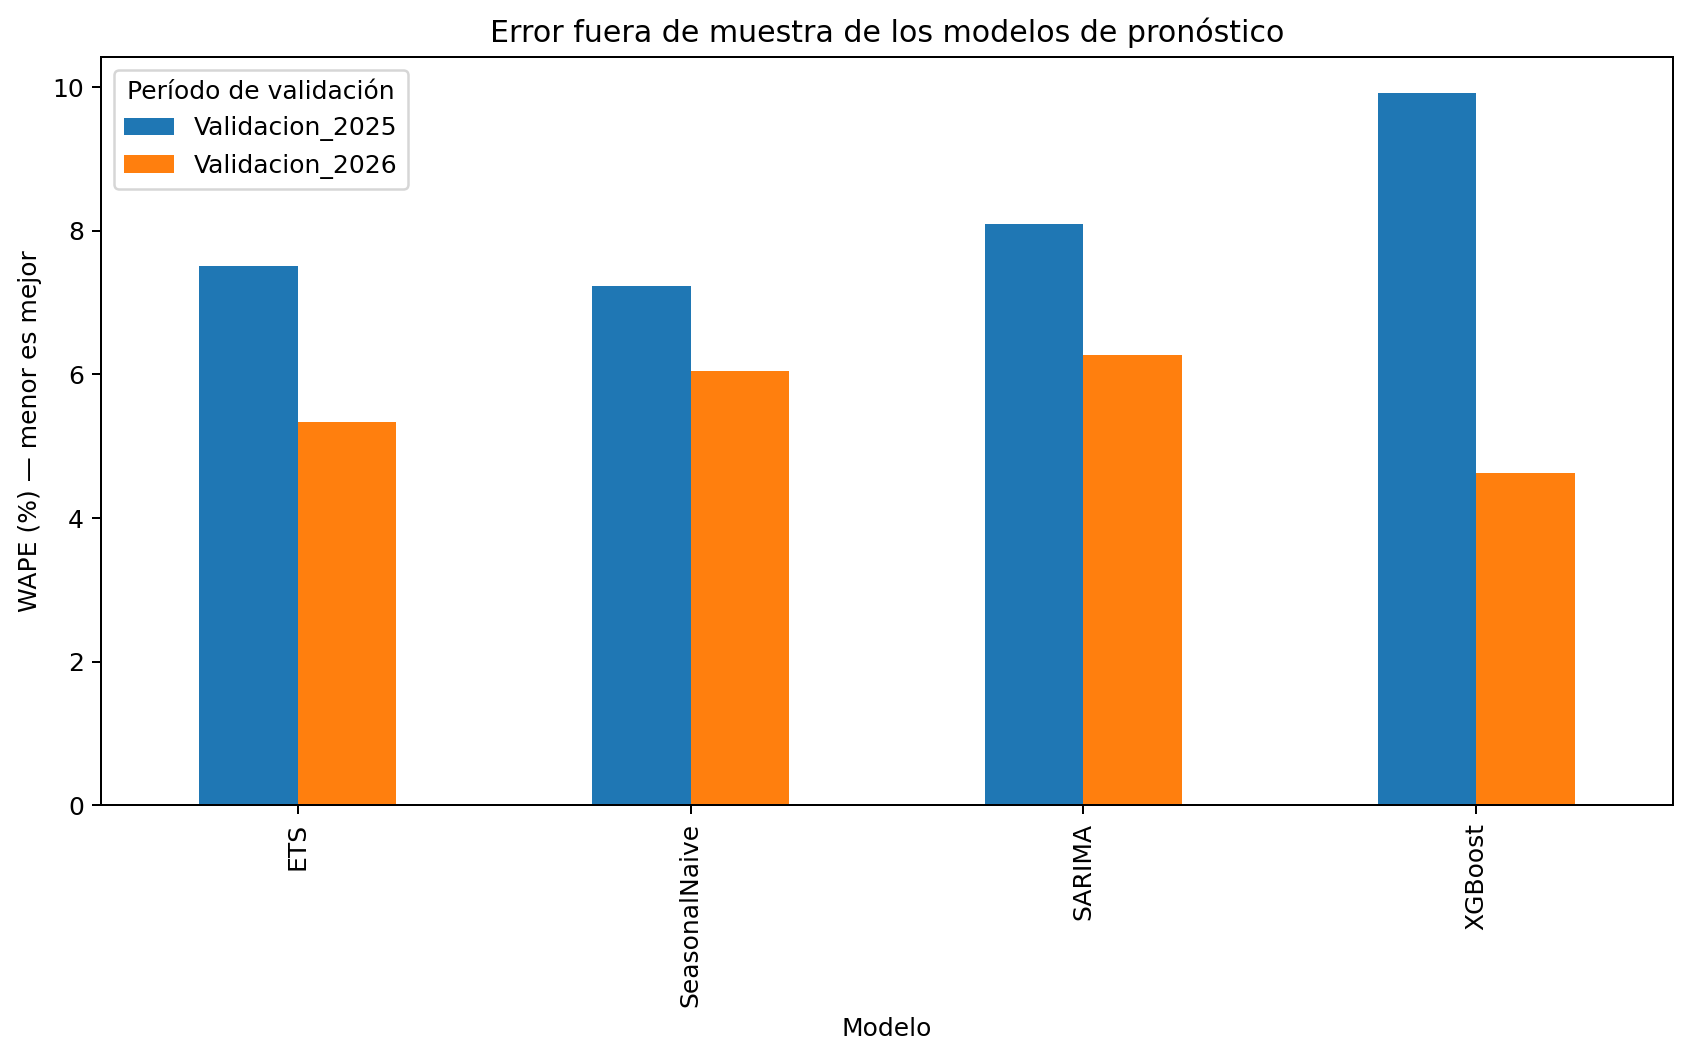 Error fuera de muestra de los modelos de pronóstico
Período de validación
Validacion_2025
Validacion_2026
WAPE (%) — menor es mejor
10
8
6
4
2
0
ETS
SeasonalNaive
SARIMA
XGBoost
Modelo